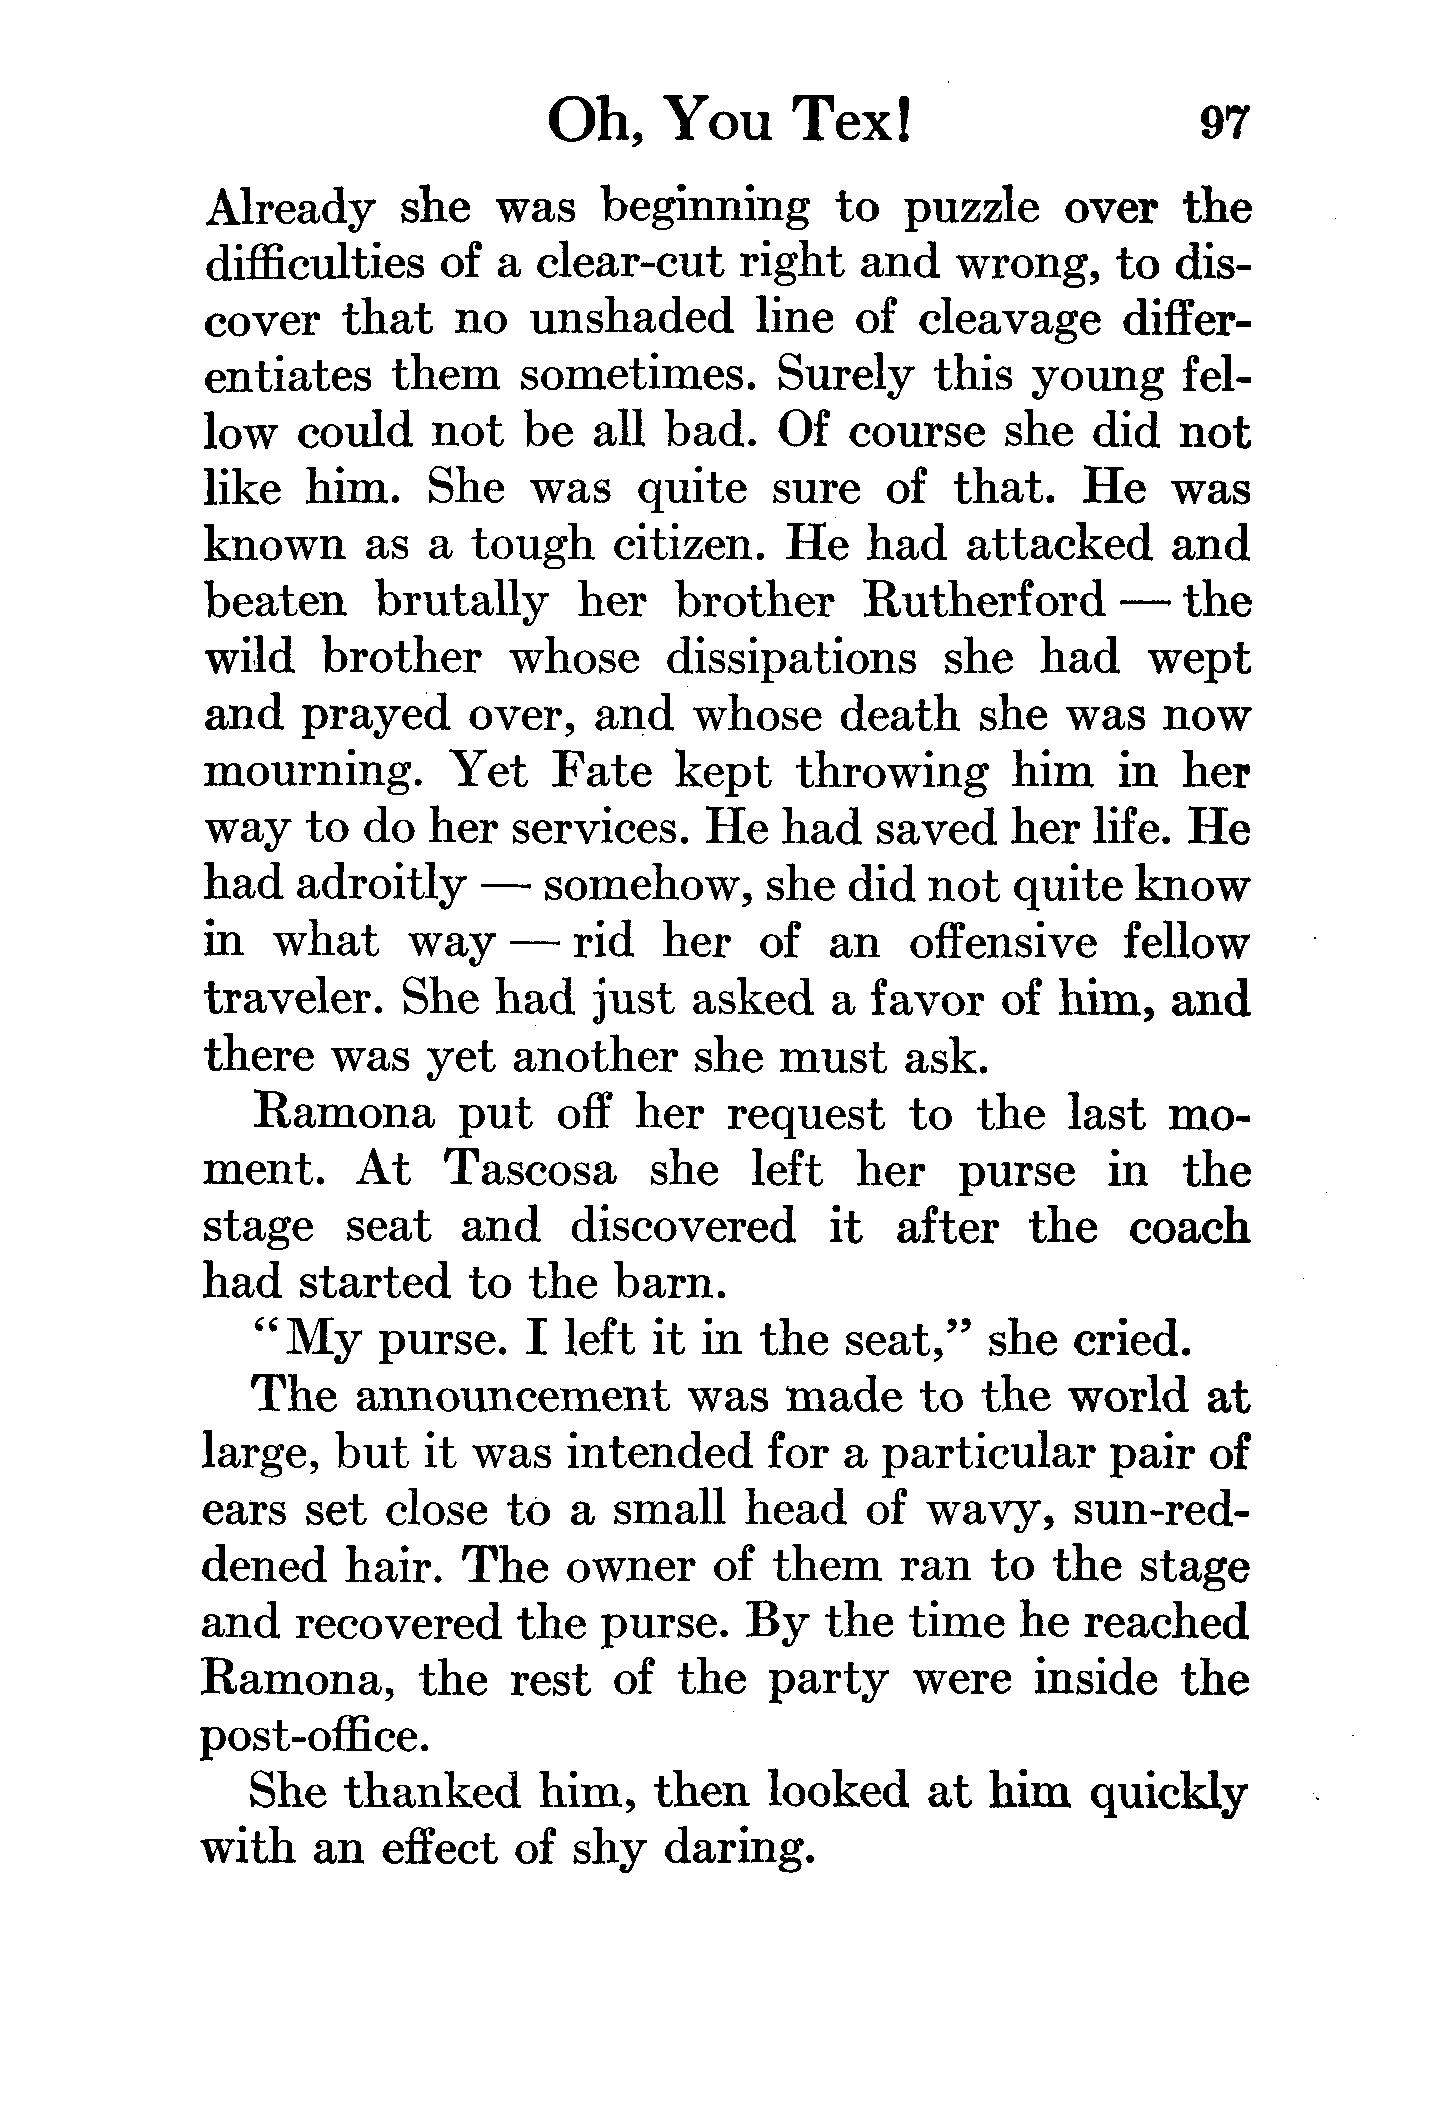 Oh, You Tex! 97
Already she was beginning to puzzle over the
difficulties of a clear-cut right and wrong, to dis-
cover that no unshaded line of cleavage differ-
entiates them sometimes. Surely this young fel-
low could not be all bad. Of course she did not
like him. She was quite sure of that. He was
known as a tough citizen. He had attacked and
beaten brutally her brother Rutherford — the
wild brother whose dissipations she had wept
and prayed over, and whose death she was now
mourning. Yet Fate kept throwing him in her
way to do her services. He had saved her life. He
had adroitly — somehow, she did not quite know
in what way — rid her of an offensive fellow
traveler. She had just asked a favor of him, and
there was yet another she must ask.
Ramona put off her request to the last mo-
ment. At Tascosa she left her purse in the
stage seat and discovered it after the coach
had started to the barn.
“My purse. I left it in the seat,” she cried.
The announcement was made to the world at
large, but it was intended for a particular pair of
ears set close to a small head of wavy, sun-red-
dened hair. The owner of them ran to the stage
and recovered the purse. By the time he reached
Ramona, the rest of the party were inside the
post-office.
She thanked him, then looked at him quickly
with an effect of shy daring.